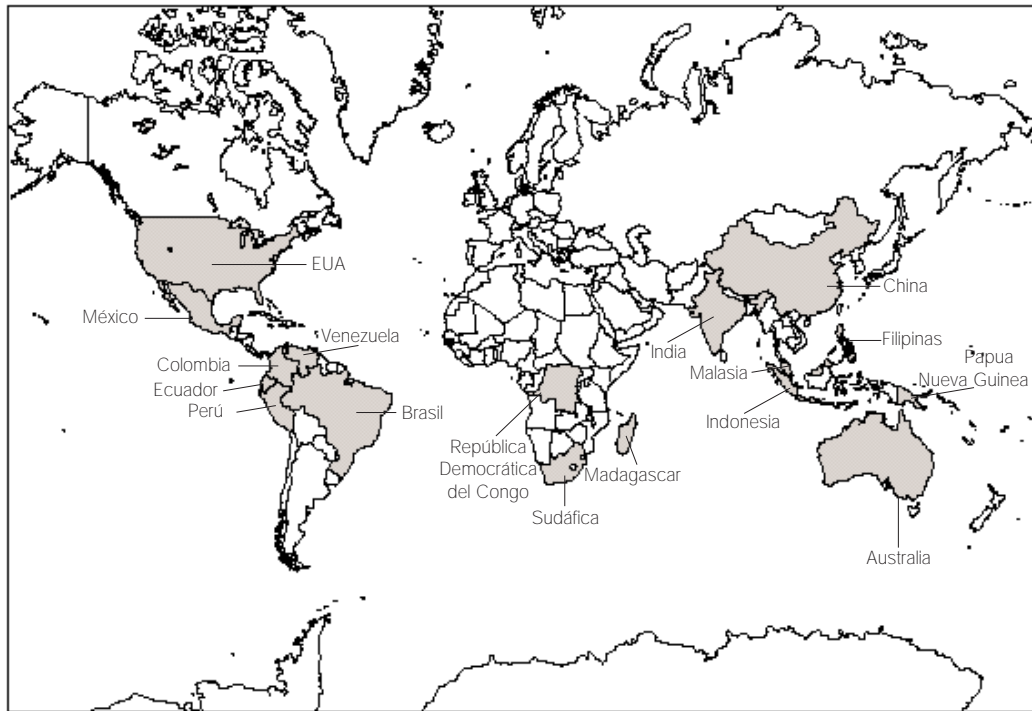 EUA
China
México
Venezuela
Filipinas
India
Papua
Nueva Guinea
Colombia
Malasia
Ecuador
Perú
Brasil
Indonesia
República
Democrática
del Congo
Madagascar
Sudáfica
Australia